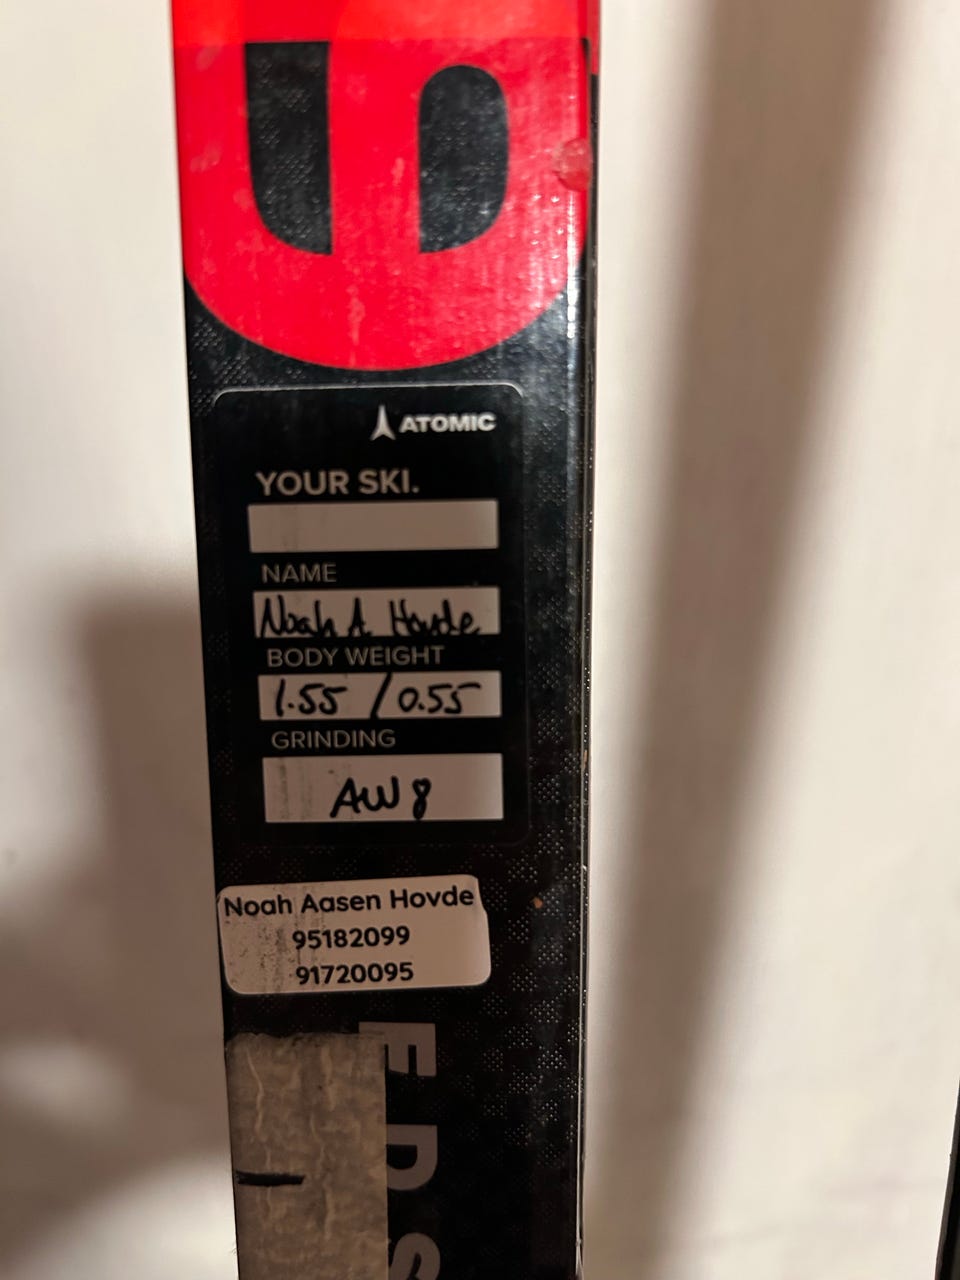 ATOMIC
YOUR SKI.
NAME
Noah A. Hovde
BODY WEIGHT
1.55 / 0.55
GRINDING
AW 8
Noah Aasen Hovde
95182099
91720095
EDS